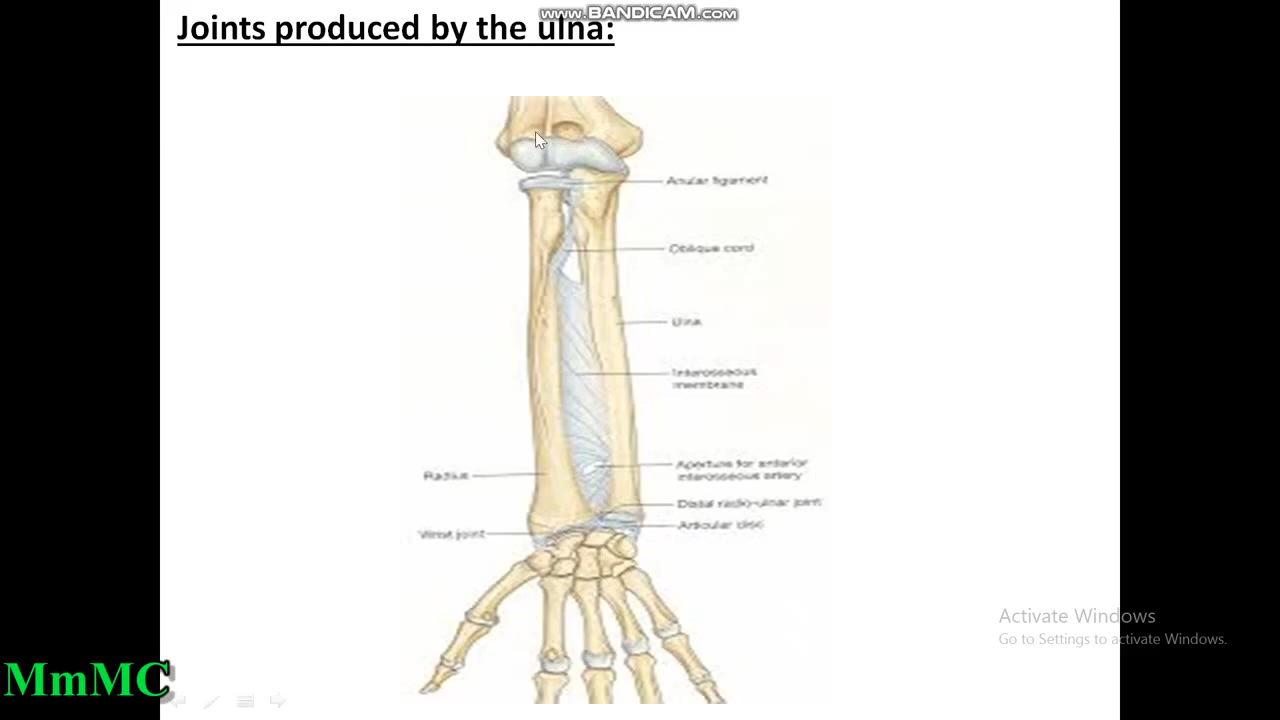 www.BANDICAM.com
Joints produced by the ulna:
Anular ligament
Oblique cord
Ulna
Interosseous
membrane
Radius
Aperture for anterior
interosseous artery
Distal radio-ulnar joint
Articular disc
Wrist joint
Activate Windows
Go to Settings to activate Windows.
MmMC